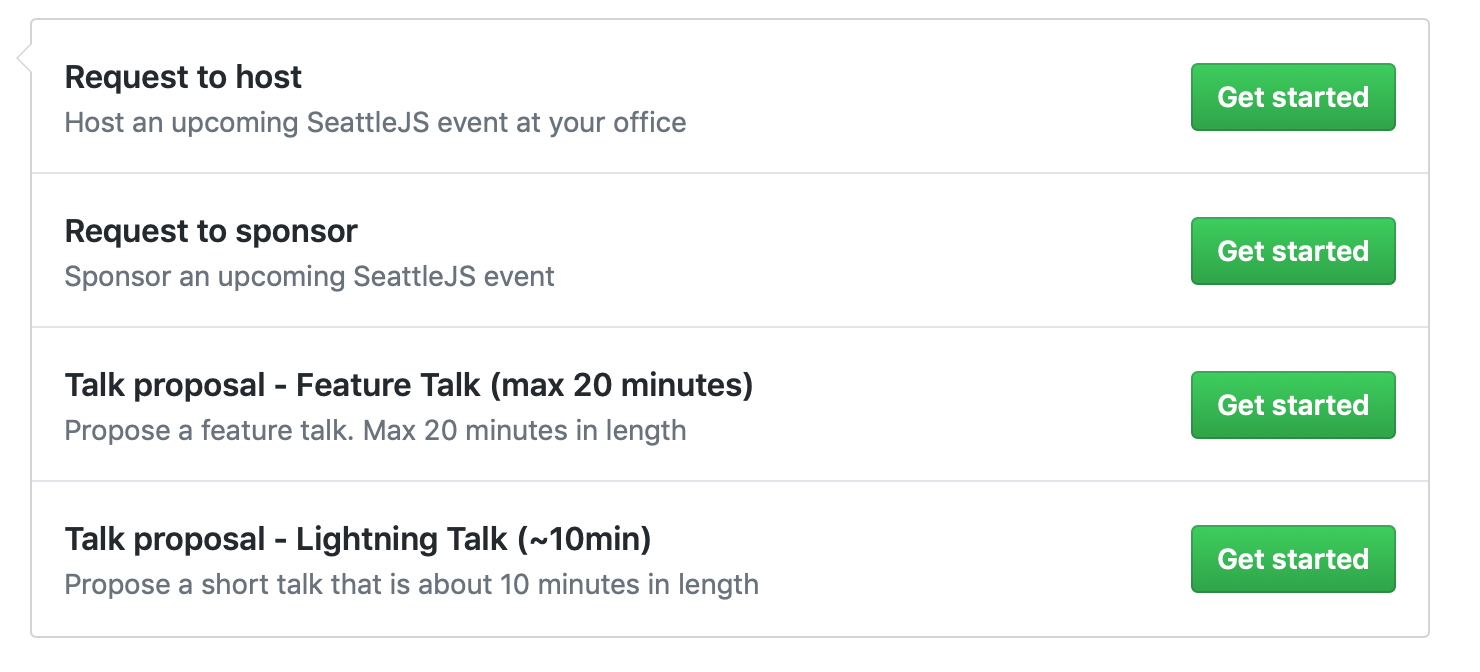 Request to host
Host an upcoming SeattleJS event at your office
Get started
Request to sponsor
Sponsor an upcoming SeattleJS event
Get started
Talk proposal - Feature Talk (max 20 minutes)
Propose a feature talk. Max 20 minutes in length
Get started
Talk proposal - Lightning Talk (~10min)
Propose a short talk that is about 10 minutes in length
Get started